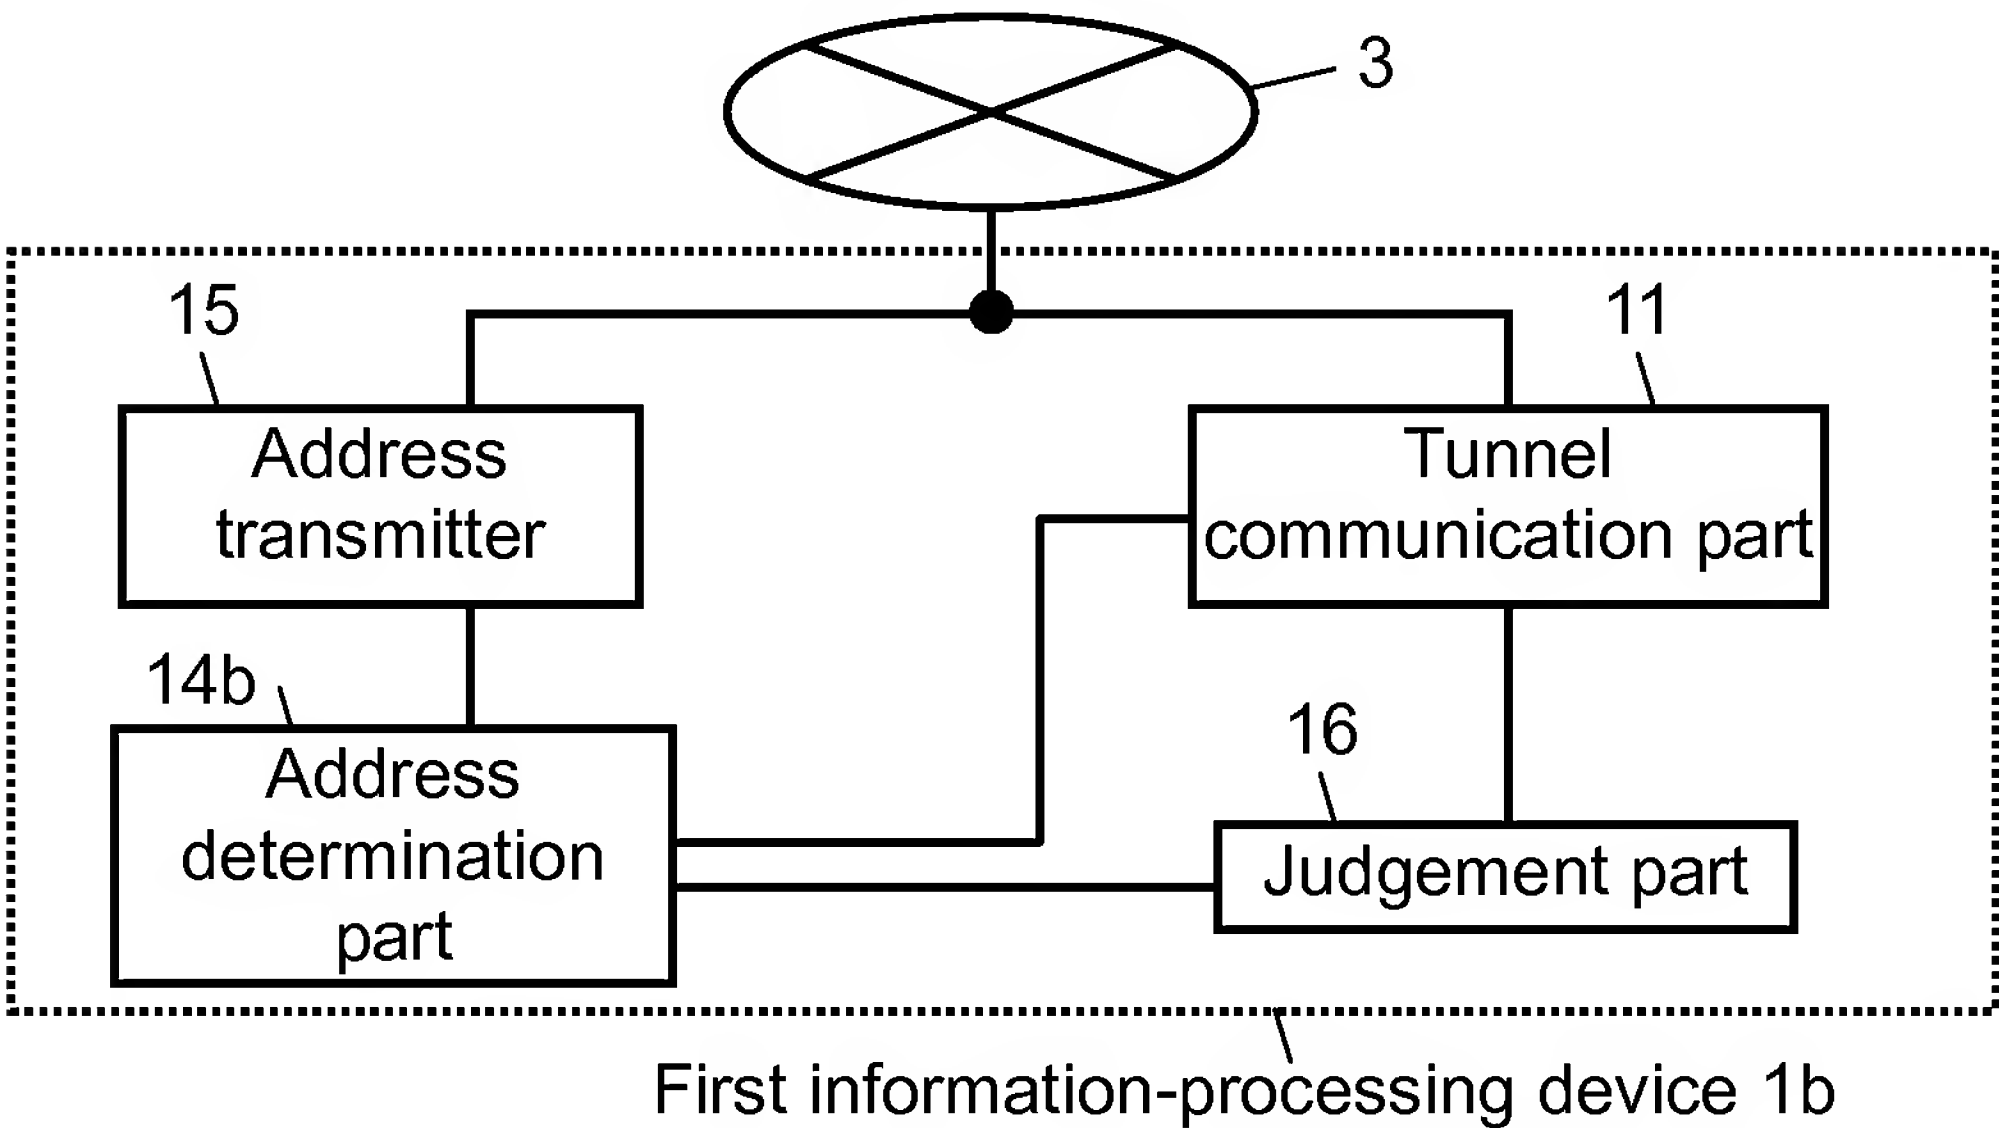 3
15
11
Address
transmitter
Tunnel
communication part
14b
16
Address
determination
part
Judgement part
First information-processing device 1b